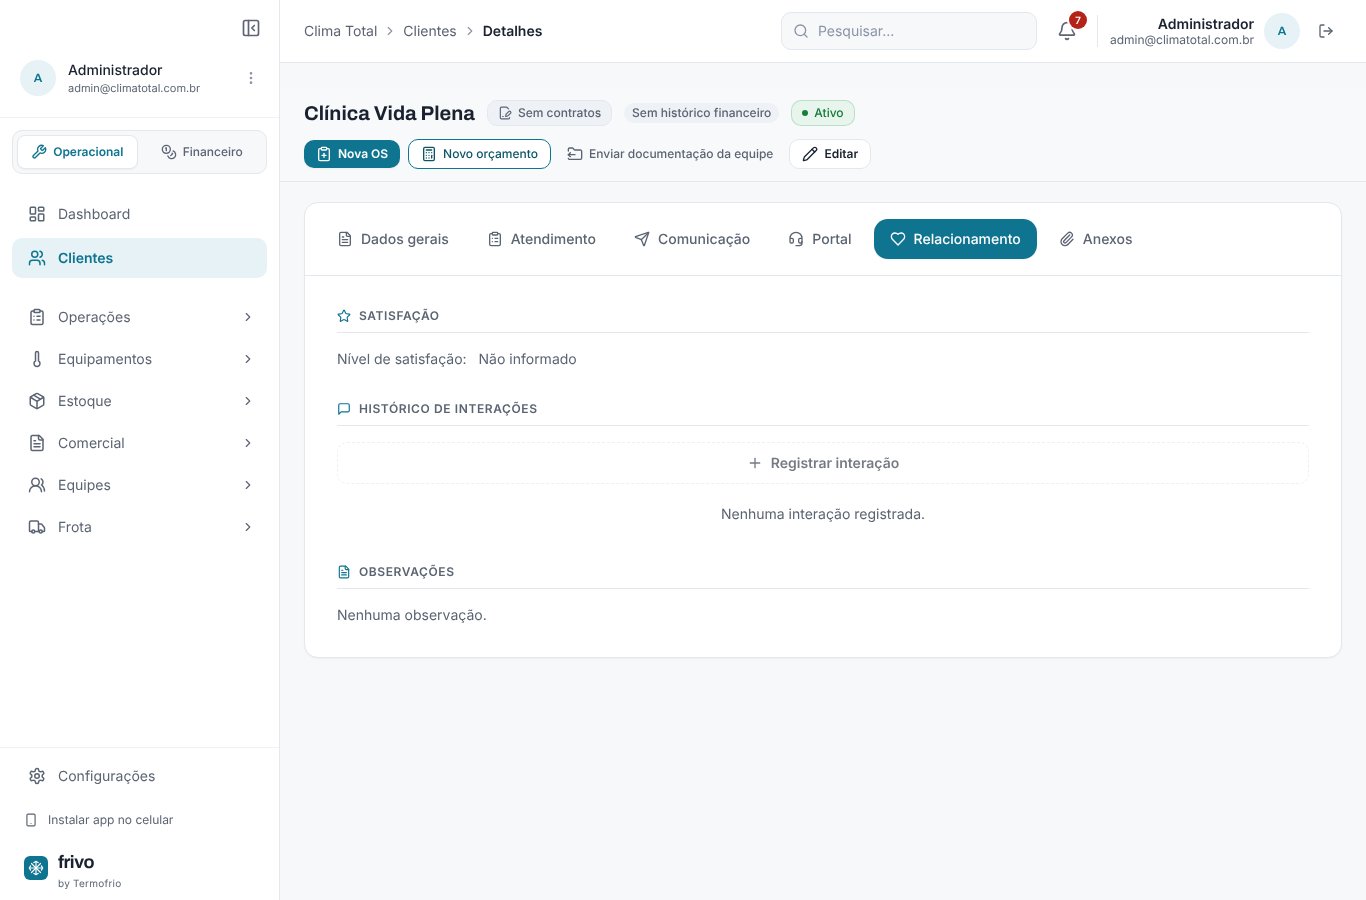 A
Administrador
admin@climatotal.com.br
Operacional
Financeiro
Dashboard
Clientes
Operações
Equipamentos
Estoque
Comercial
Equipes
Frota
Configurações
Instalar app no celular
frivo
by Termofrio
Clima Total > Clientes > Detalhes
Pesquisar...
7
Administrador
admin@climatotal.com.br
A
Clínica Vida Plena
Sem contratos
Sem histórico financeiro
Ativo
Nova OS
Novo orçamento
Enviar documentação da equipe
Editar
Dados gerais
Atendimento
Comunicação
Portal
Relacionamento
Anexos
SATISFAÇÃO
Nível de satisfação: Não informado
HISTÓRICO DE INTERAÇÕES
Registrar interação
Nenhuma interação registrada.
OBSERVAÇÕES
Nenhuma observação.